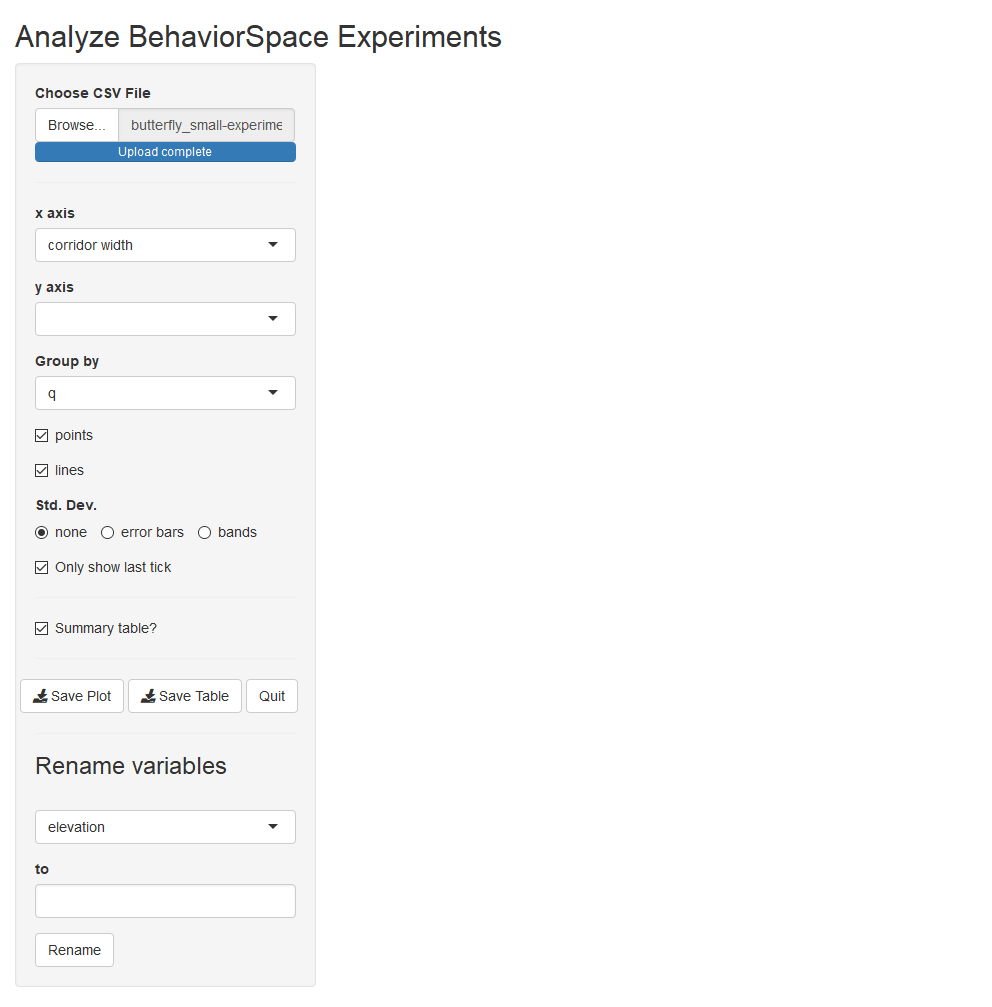 Analyze BehaviorSpace Experiments
Choose CSV File
Browse... butterfly_small-experime
Upload complete
x axis
corridor width
y axis
Group by
q
points
lines
Std. Dev.
none error bars bands
Only show last tick
Summary table?
Save Plot Save Table Quit
Rename variables
elevation
to
Rename